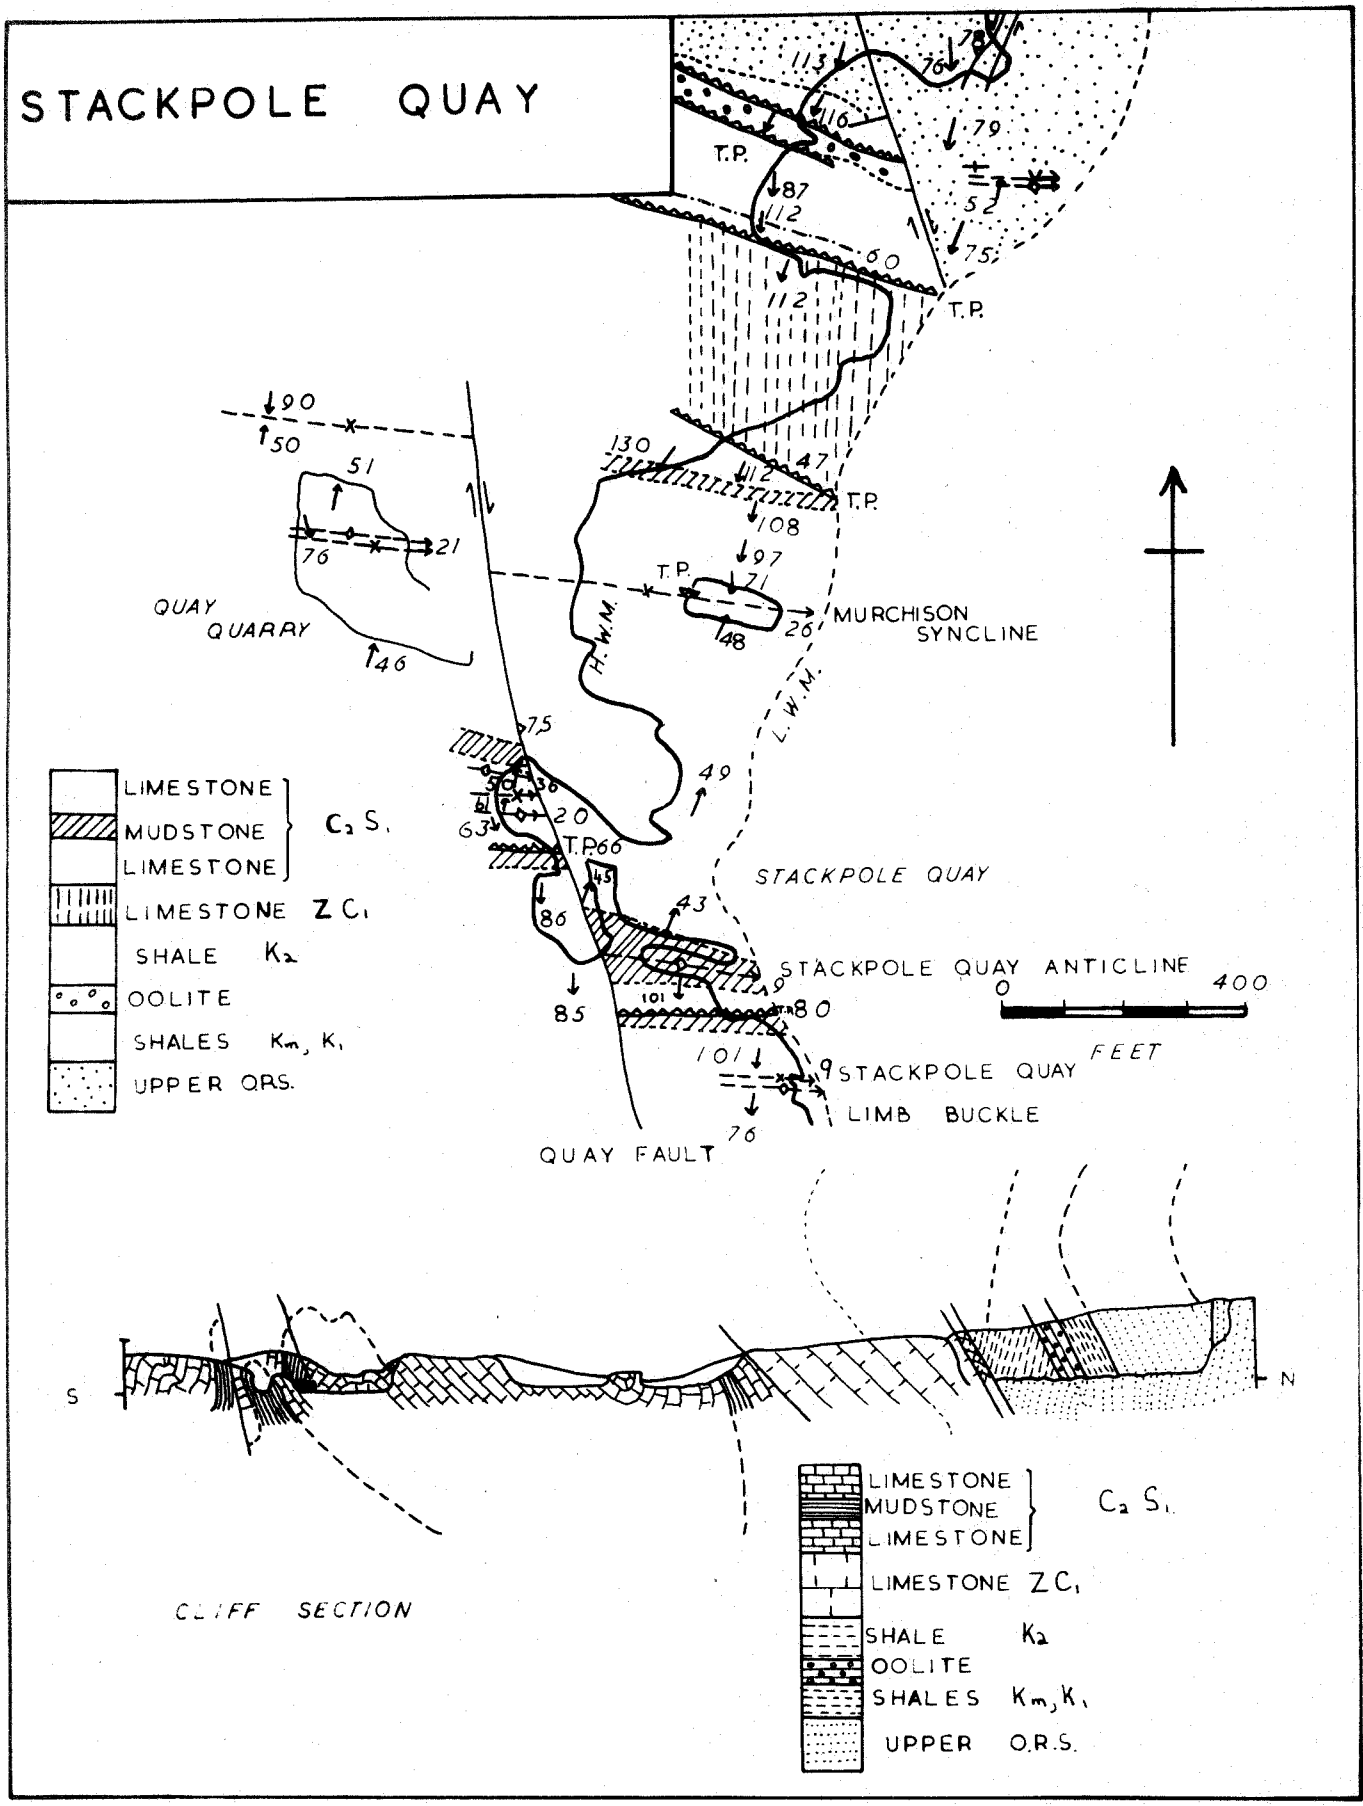 STACKPOLE QUAY
113
78
76
116
79
T.P.
87
52
112
75
60
112
T.P.
90
50
51
130
112
47
T.P.
108
76
21
97
T.P.
71
QUAY
QUARRY
26
MURCHISON
SYNCLINE
48
46
H.W.M.
L.W.M.
75
49
50
36
61
20
63
T.P.
66
45
STACKPOLE QUAY
86
43
STACKPOLE QUAY ANTICLINE
9
85
101
80
0
400
FEET
101
9
STACKPOLE QUAY
LIMB BUCKLE
76
QUAY FAULT
LIMESTONE
MUDSTONE
C₂ S₁
LIMESTONE
LIMESTONE Z C₁
SHALE K₂
OOLITE
SHALES Km, K₁
UPPER O.R.S.
S
N
CLIFF SECTION
LIMESTONE
MUDSTONE
C₂ S₁
LIMESTONE
LIMESTONE Z C₁
SHALE K₂
OOLITE
SHALES Km, K₁
UPPER O.R.S.